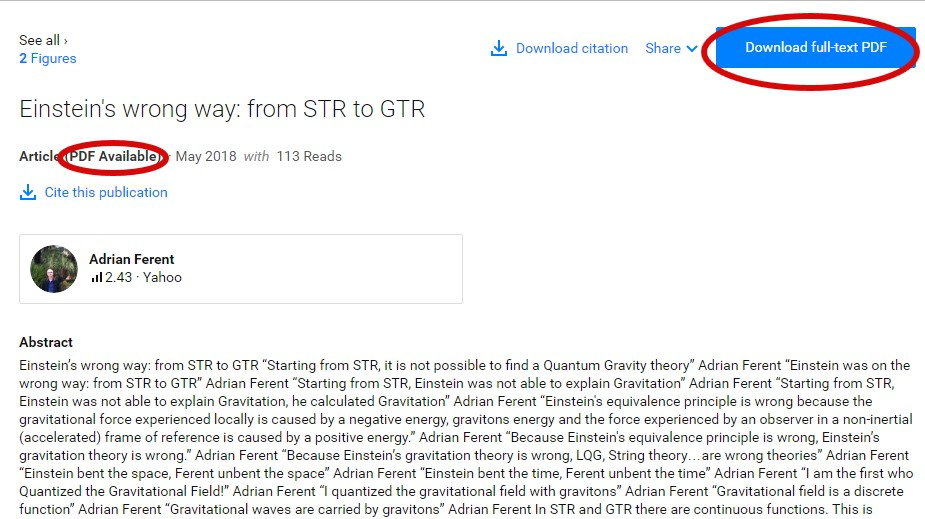 See all ›
2 Figures
Download citation
Share
Download full-text PDF
Einstein's wrong way: from STR to GTR
Article (PDF Available) · May 2018 with 113 Reads
Cite this publication
Adrian Ferent
2.43 · Yahoo
Abstract
Einstein’s wrong way: from STR to GTR “Starting from STR, it is not possible to find a Quantum Gravity theory” Adrian Ferent “Einstein was on the
wrong way: from STR to GTR” Adrian Ferent “Starting from STR, Einstein was not able to explain Gravitation” Adrian Ferent “Starting from STR,
Einstein was not able to explain Gravitation, he calculated Gravitation” Adrian Ferent “Einstein's equivalence principle is wrong because the
gravitational force experienced locally is caused by a negative energy, gravitons energy and the force experienced by an observer in a non-inertial
(accelerated) frame of reference is caused by a positive energy.” Adrian Ferent “Because Einstein's equivalence principle is wrong, Einstein’s
gravitation theory is wrong.” Adrian Ferent “Because Einstein’s gravitation theory is wrong, LQG, String theory…are wrong theories” Adrian Ferent
“Einstein bent the space, Ferent unbent the space” Adrian Ferent “Einstein bent the time, Ferent unbent the time” Adrian Ferent “I am the first who
Quantized the Gravitational Field!” Adrian Ferent “I quantized the gravitational field with gravitons” Adrian Ferent “Gravitational field is a discrete
function” Adrian Ferent “Gravitational waves are carried by gravitons” Adrian Ferent In STR and GTR there are continuous functions. This is